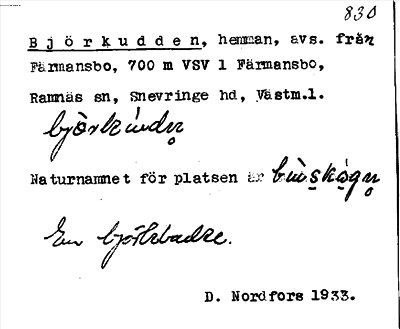 830
Björkudden, hemman, avs. från
Färmansbo, 700 m VSV l Färmansbo,
Ramnäs sn, Snevringe hd, Västm.l.
Naturnamnet för platsen är
En björkbacke.
D. Nordfors 1933.